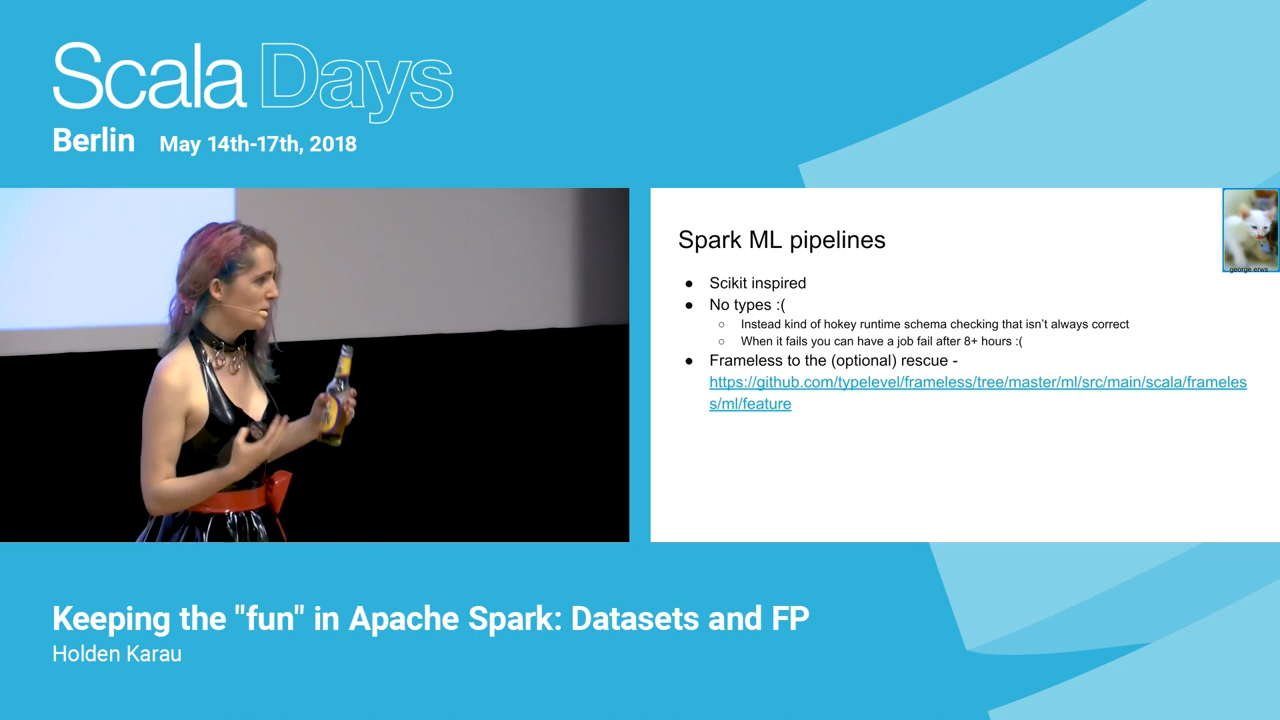 Scala Days
Berlin May 14th-17th, 2018
Spark ML pipelines
george erws
● Scikit inspired
● No types :(
○ Instead kind of hokey runtime schema checking that isn't always correct
○ When it fails you can have a job fail after 8+ hours :(
● Frameless to the (optional) rescue -
https://github.com/typelevel/frameless/tree/master/ml/src/main/scala/frameles
s/ml/feature
Keeping the "fun" in Apache Spark: Datasets and FP
Holden Karau